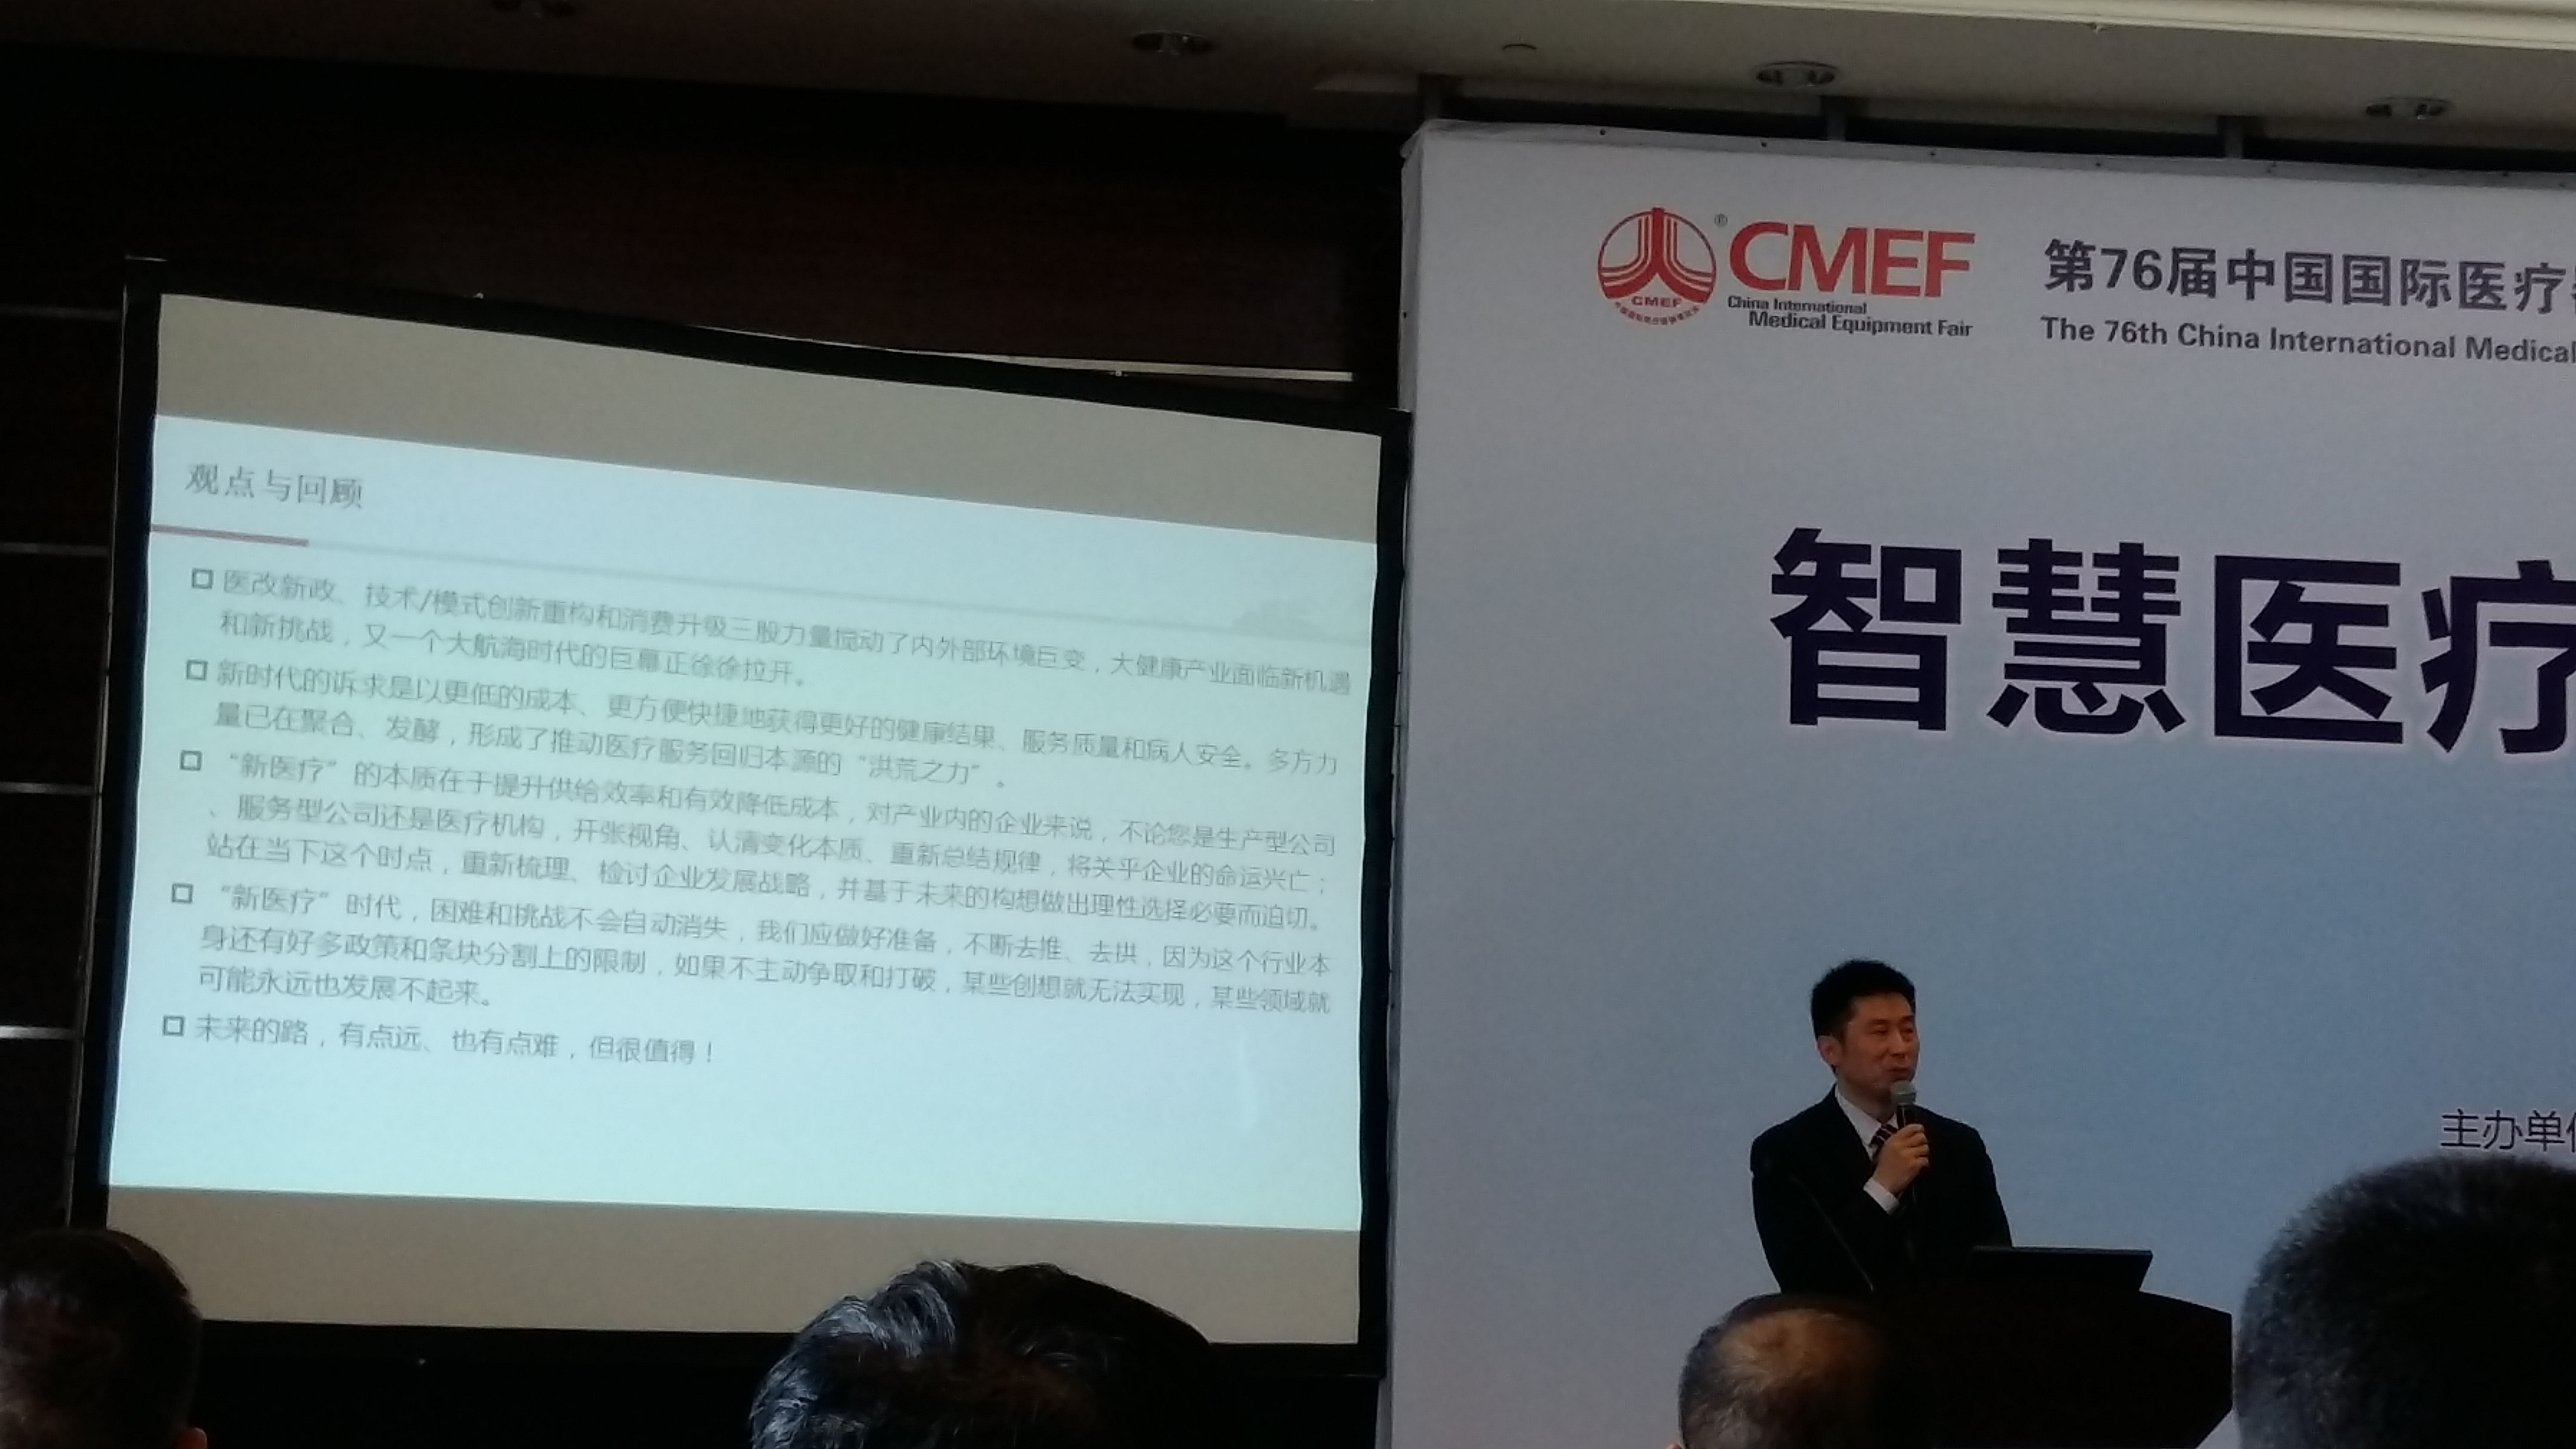 观点与回顾
医改新政、技术/模式创新重构和消费升级三股力量搅动了内外部环境巨变，大健康产业面临新机遇
和新挑战，又一个大航海时代的巨幕正徐徐拉开。
新时代的诉求是以更低的成本、更方便快捷地获得更好的健康结果、服务质量和病人安全。多方力
量已在聚合、发酵，形成了推动医疗服务回归本源的“洪荒之力”。
“新医疗”的本质在于提升供给效率和有效降低成本，对产业内的企业来说，不论您是生产型公司
、服务型公司还是医疗机构，开张视角、认清变化本质、重新总结规律，将关乎企业的命运兴亡；
站在当下这个时点，重新梳理、检讨企业发展战略，并基于未来的构想做出理性选择必要而迫切。
“新医疗”时代，困难和挑战不会自动消失，我们应做好准备，不断去推、去拱，因为这个行业本
身还有好多政策和条块分割上的限制，如果不主动争取和打破，某些创想就无法实现，某些领域就
可能永远也发展不起来。
未来的路，有点远、也有点难，但很值得！
CMEF
®
CMEF
China International
Medical Equipment Fair
第76届中国国际医疗
The 76th China International Medical
智慧医疗
主办单